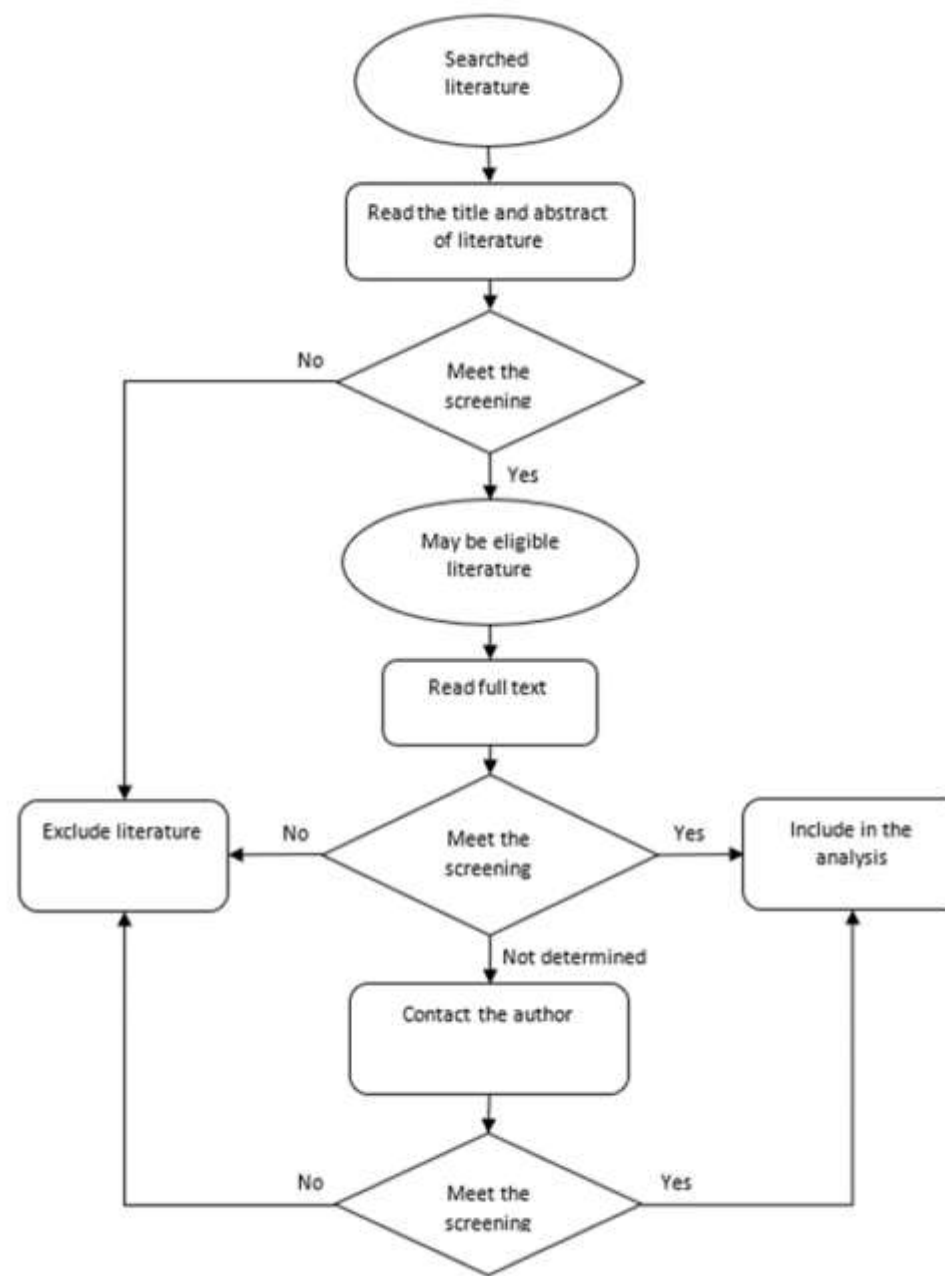 Searched
literature
Read the title and abstract
of literature
No
Meet the
screening
Yes
May be eligible
literature
Read full text
Exclude literature
No
Meet the
screening
Yes
Include in the
analysis
Not determined
Contact the author
No
Meet the
screening
Yes